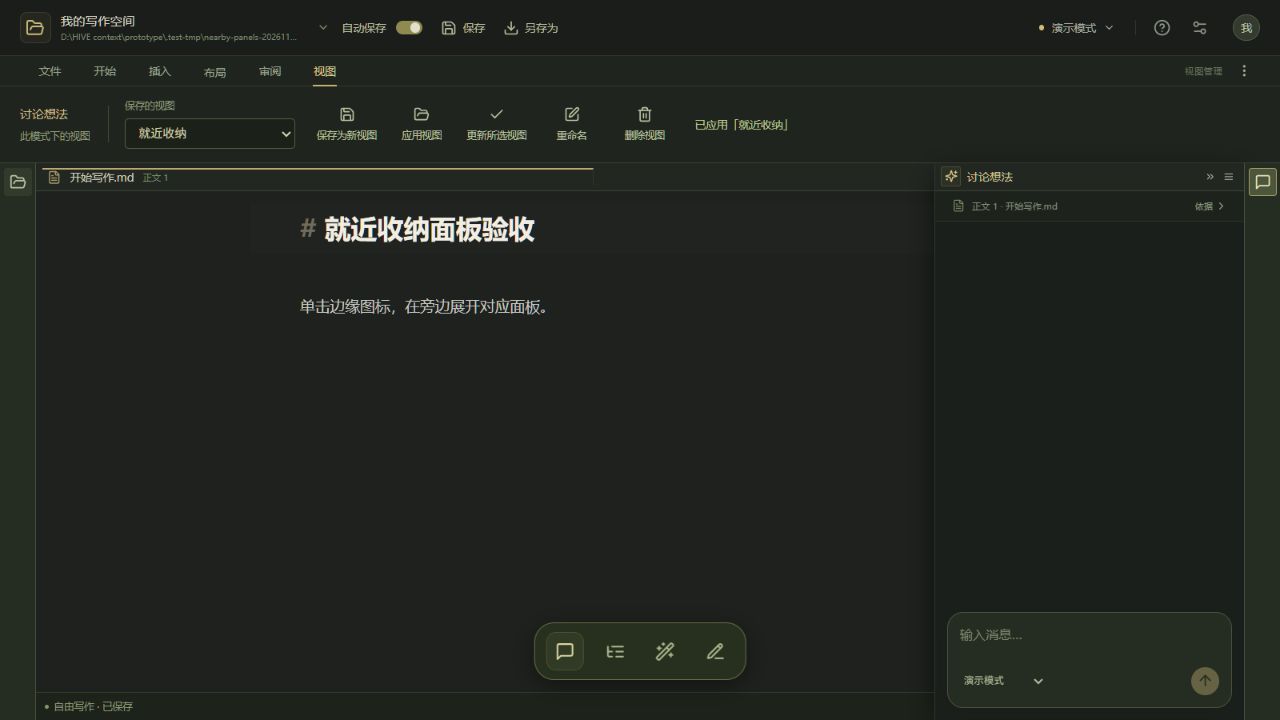 我的写作空间
D:\HIVE context\prototype\.test-tmp\nearby-panels-202611...
自动保存
保存
另存为
演示模式
我
文件
开始
插入
布局
审阅
视图
视图管理
讨论想法
此模式下的视图
保存的视图
就近收纳
保存为新视图
应用视图
更新所选视图
重命名
删除视图
已应用「就近收纳」
开始写作.md
正文 1
# 就近收纳面板验收
单击边缘图标，在旁边展开对应面板。
讨论想法
正文 1 · 开始写作.md
依据
输入消息...
演示模式
自由写作 · 已保存